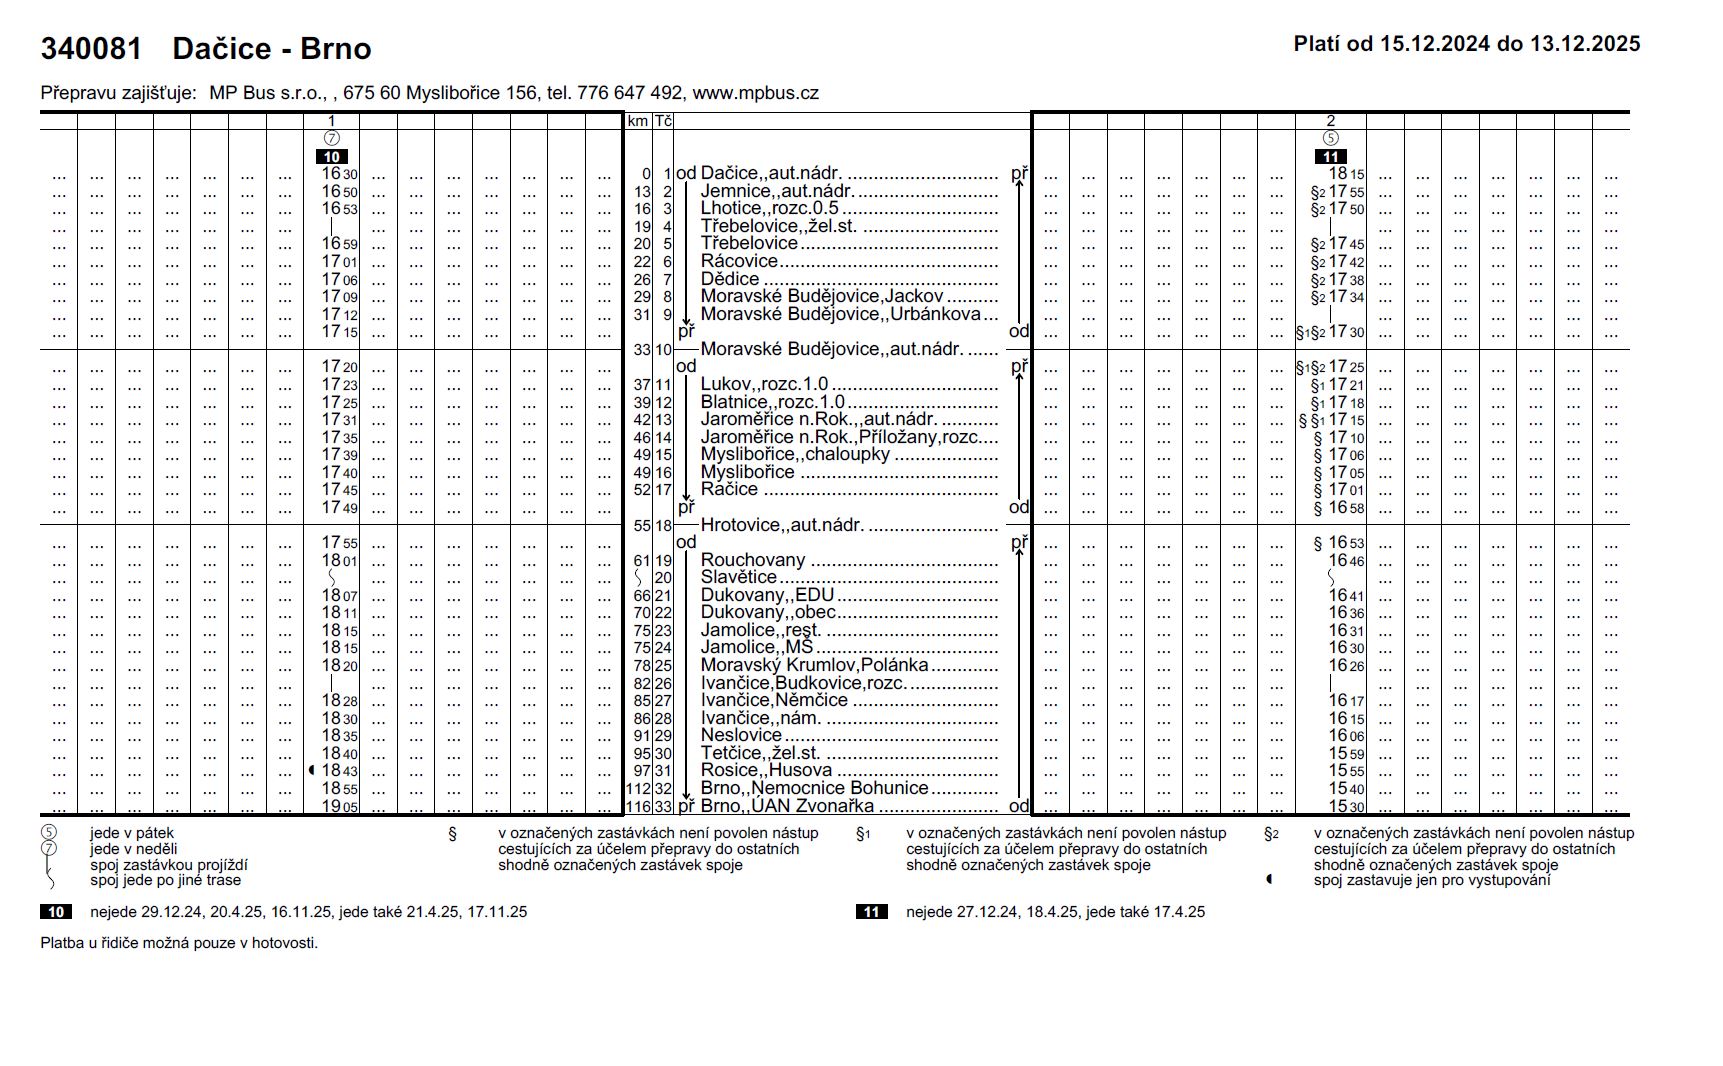 340081 Dačice - Brno Platí od 15.12.2024 do 13.12.2025
Přepravu zajišťuje: MP Bus s.r.o., , 675 60 Myslibořice 156, tel. 776 647 492, www.mpbus.cz
1 km Tč 2
⑦ ⑤
10 11
... ... ... ... ... ... ... 16 30 ... ... ... ... ... ... ... 0 1 od Dačice,,aut.nádr. ............................. př ... ... ... ... ... ... ... 18 15 ... ... ... ... ... ... ...
... ... ... ... ... ... ... 16 50 ... ... ... ... ... ... ... 13 2 Jemnice,,aut.nádr. ........................... ... ... ... ... ... ... ... §2 17 55 ... ... ... ... ... ... ...
... ... ... ... ... ... ... 16 53 ... ... ... ... ... ... ... 16 3 Lhotice,,rozc.0.5 .............................. ... ... ... ... ... ... ... §2 17 50 ... ... ... ... ... ... ...
... ... ... ... ... ... ... | ... ... ... ... ... ... ... 19 4 Třebelovice,,žel.st. .......................... ... ... ... ... ... ... ... | ... ... ... ... ... ... ...
... ... ... ... ... ... ... 16 59 ... ... ... ... ... ... ... 20 5 Třebelovice ...................................... ... ... ... ... ... ... ... §2 17 45 ... ... ... ... ... ... ...
... ... ... ... ... ... ... 17 01 ... ... ... ... ... ... ... 22 6 Rácovice .......................................... ... ... ... ... ... ... ... §2 17 42 ... ... ... ... ... ... ...
... ... ... ... ... ... ... 17 06 ... ... ... ... ... ... ... 26 7 Dědice ............................................. ... ... ... ... ... ... ... §2 17 38 ... ... ... ... ... ... ...
... ... ... ... ... ... ... 17 09 ... ... ... ... ... ... ... 29 8 Moravské Budějovice,Jackov .......... ... ... ... ... ... ... ... §2 17 34 ... ... ... ... ... ... ...
... ... ... ... ... ... ... 17 12 ... ... ... ... ... ... ... 31 9 Moravské Budějovice,,Urbánkova ... ... ... ... ... ... ... ... | ... ... ... ... ... ... ...
... ... ... ... ... ... ... 17 15 ... ... ... ... ... ... ... př od ... ... ... ... ... ... ... §1§2 17 30 ... ... ... ... ... ... ...
33 10 Moravské Budějovice,,aut.nádr. ......
... ... ... ... ... ... ... 17 20 ... ... ... ... ... ... ... od př ... ... ... ... ... ... ... §1§2 17 25 ... ... ... ... ... ... ...
... ... ... ... ... ... ... 17 23 ... ... ... ... ... ... ... 37 11 Lukov,,rozc.1.0 ................................ ... ... ... ... ... ... ... §1 17 21 ... ... ... ... ... ... ...
... ... ... ... ... ... ... 17 25 ... ... ... ... ... ... ... 39 12 Blatnice,,rozc.1.0 ............................. ... ... ... ... ... ... ... §1 17 18 ... ... ... ... ... ... ...
... ... ... ... ... ... ... 17 31 ... ... ... ... ... ... ... 42 13 Jaroměřice n.Rok.,,aut.nádr. ........... ... ... ... ... ... ... ... § §1 17 15 ... ... ... ... ... ... ...
... ... ... ... ... ... ... 17 35 ... ... ... ... ... ... ... 46 14 Jaroměřice n.Rok.,Příložany,rozc.... ... ... ... ... ... ... ... § 17 10 ... ... ... ... ... ... ...
... ... ... ... ... ... ... 17 39 ... ... ... ... ... ... ... 49 15 Myslibořice,,chaloupky .................... ... ... ... ... ... ... ... § 17 06 ... ... ... ... ... ... ...
... ... ... ... ... ... ... 17 40 ... ... ... ... ... ... ... 49 16 Myslibořice ....................................... ... ... ... ... ... ... ... § 17 05 ... ... ... ... ... ... ...
... ... ... ... ... ... ... 17 45 ... ... ... ... ... ... ... 52 17 Račice ............................................. ... ... ... ... ... ... ... § 17 01 ... ... ... ... ... ... ...
... ... ... ... ... ... ... 17 49 ... ... ... ... ... ... ... př od ... ... ... ... ... ... ... § 16 58 ... ... ... ... ... ... ...
55 18 Hrotovice,,aut.nádr. .........................
... ... ... ... ... ... ... 17 55 ... ... ... ... ... ... ... od př ... ... ... ... ... ... ... § 16 53 ... ... ... ... ... ... ...
... ... ... ... ... ... ... 18 01 ... ... ... ... ... ... ... 61 19 Rouchovany .................................... ... ... ... ... ... ... ... 16 46 ... ... ... ... ... ... ...
... ... ... ... ... ... ... ... ... ... ... ... ... ... 20 Slavětice .......................................... ... ... ... ... ... ... ... ... ... ... ... ... ... ...
... ... ... ... ... ... ... 18 07 ... ... ... ... ... ... ... 66 21 Dukovany,,EDU ............................... ... ... ... ... ... ... ... 16 41 ... ... ... ... ... ... ...
... ... ... ... ... ... ... 18 11 ... ... ... ... ... ... ... 70 22 Dukovany,,obec ............................... ... ... ... ... ... ... ... 16 36 ... ... ... ... ... ... ...
... ... ... ... ... ... ... 18 15 ... ... ... ... ... ... ... 75 23 Jamolice,,rest. ................................. ... ... ... ... ... ... ... 16 31 ... ... ... ... ... ... ...
... ... ... ... ... ... ... 18 15 ... ... ... ... ... ... ... 75 24 Jamolice,,MŠ ................................... ... ... ... ... ... ... ... 16 30 ... ... ... ... ... ... ...
... ... ... ... ... ... ... 18 20 ... ... ... ... ... ... ... 78 25 Moravský Krumlov,Polánka ............. ... ... ... ... ... ... ... 16 26 ... ... ... ... ... ... ...
... ... ... ... ... ... ... | ... ... ... ... ... ... ... 82 26 Ivančice,Budkovice,rozc. ................. ... ... ... ... ... ... ... | ... ... ... ... ... ... ...
... ... ... ... ... ... ... 18 28 ... ... ... ... ... ... ... 85 27 Ivančice,Němčice ............................ ... ... ... ... ... ... ... 16 17 ... ... ... ... ... ... ...
... ... ... ... ... ... ... 18 30 ... ... ... ... ... ... ... 86 28 Ivančice,,nám. .................................. ... ... ... ... ... ... ... 16 15 ... ... ... ... ... ... ...
... ... ... ... ... ... ... 18 35 ... ... ... ... ... ... ... 91 29 Neslovice ......................................... ... ... ... ... ... ... ... 16 06 ... ... ... ... ... ... ...
... ... ... ... ... ... ... 18 40 ... ... ... ... ... ... ... 95 30 Tetčice,,žel.st. .................................. ... ... ... ... ... ... ... 15 59 ... ... ... ... ... ... ...
... ... ... ... ... ... ... 18 43 ... ... ... ... ... ... ... 97 31 Rosice,,Husova ............................... ... ... ... ... ... ... ... 15 55 ... ... ... ... ... ... ...
... ... ... ... ... ... ... 18 55 ... ... ... ... ... ... ... 112 32 Brno,,Nemocnice Bohunice ............. ... ... ... ... ... ... ... 15 40 ... ... ... ... ... ... ...
... ... ... ... ... ... ... 19 05 ... ... ... ... ... ... ... 116 33 př Brno,,ÚAN Zvonařka ....................... od ... ... ... ... ... ... ... 15 30 ... ... ... ... ... ... ...
⑤ jede v pátek § v označených zastávkách není povolen nástup §1 v označených zastávkách není povolen nástup §2 v označených zastávkách není povolen nástup
⑦ jede v neděli cestujících za účelem přepravy do ostatních cestujících za účelem přepravy do ostatních cestujících za účelem přepravy do ostatních
| spoj zastávkou projíždí shodně označených zastávek spoje shodně označených zastávek spoje shodně označených zastávek spoje
spoj jede po jiné trase spoj zastavuje jen pro vystupování
10 nejede 29.12.24, 20.4.25, 16.11.25, jede také 21.4.25, 17.11.25 11 nejede 27.12.24, 18.4.25, jede také 17.4.25
Platba u řidiče možná pouze v hotovosti.